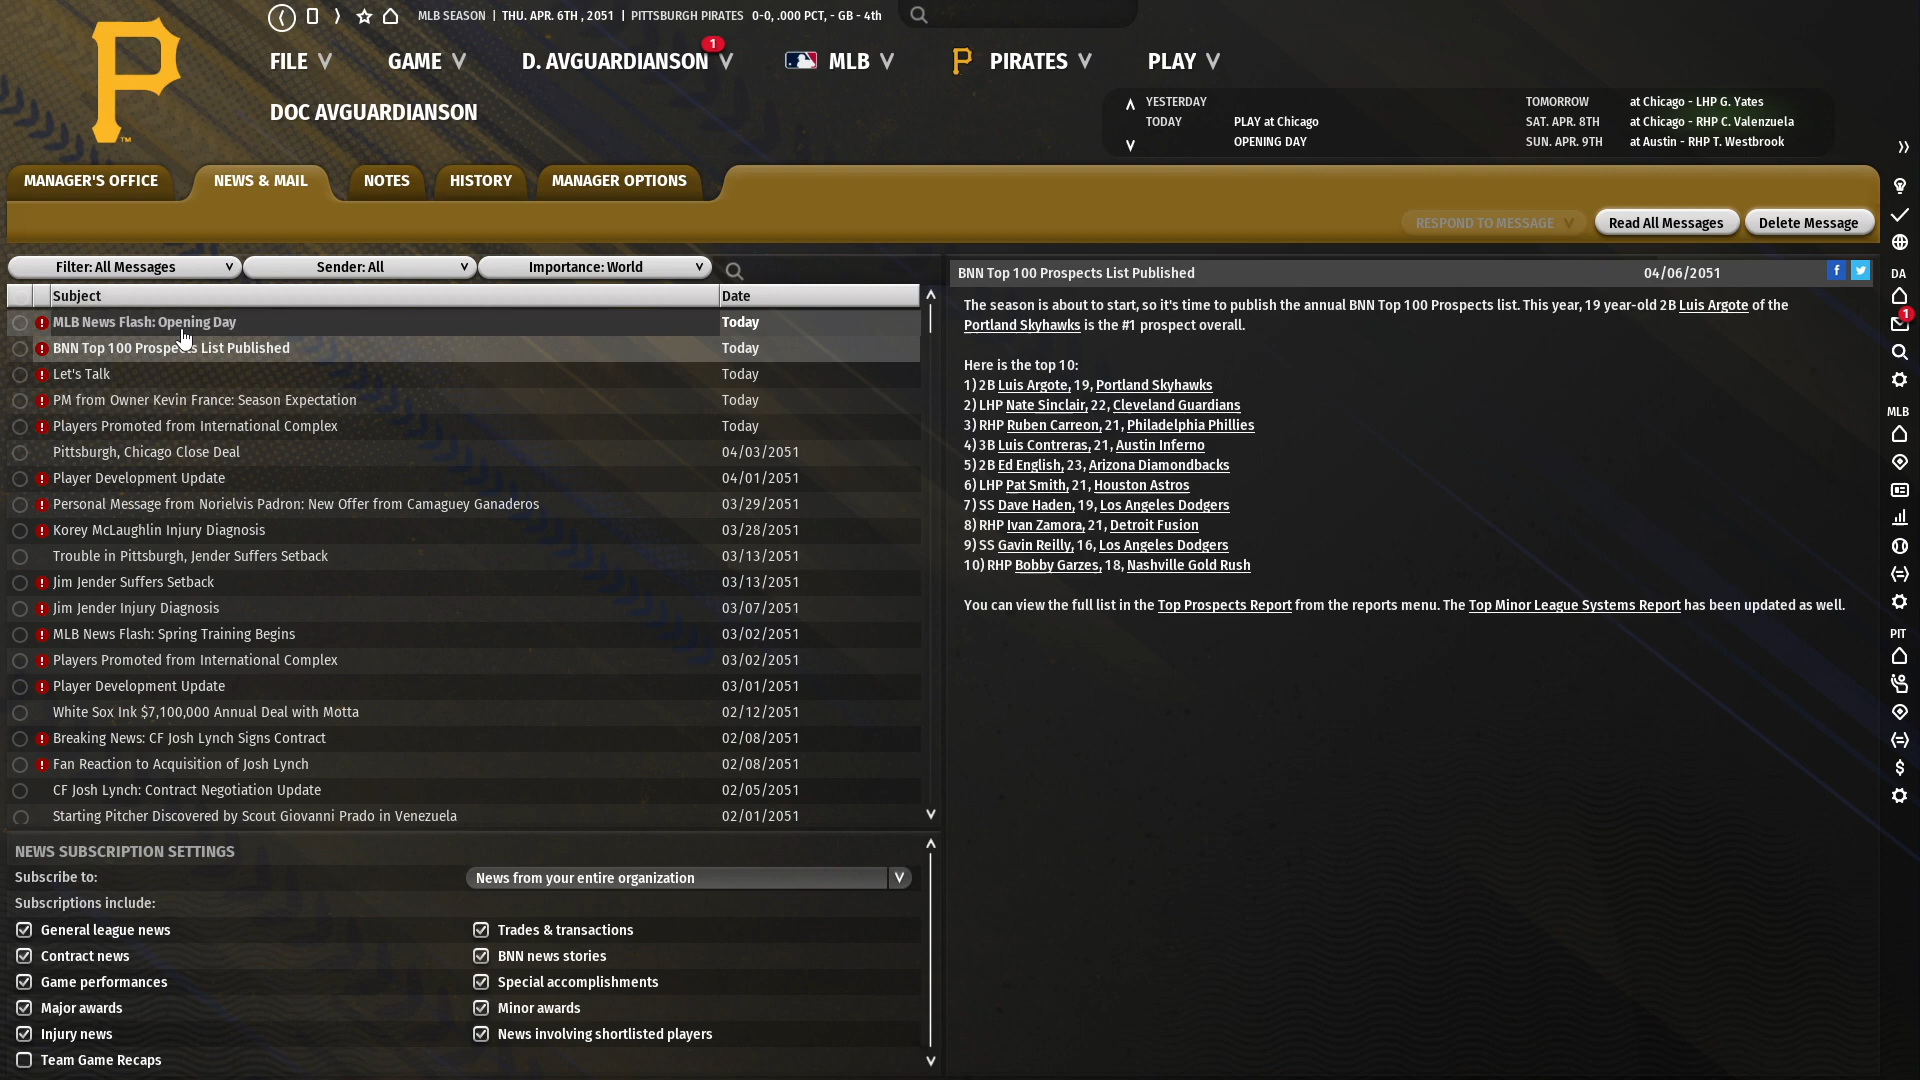 MLB SEASON | THU. APR. 6TH , 2051 | PITTSBURGH PIRATES 0-0, .000 PCT, - GB - 4th
FILE
GAME
D. AVGUARDIANSON
1
MLB
P PIRATES
PLAY
P
TM
DOC AVGUARDIANSON
YESTERDAY
TODAY PLAY at Chicago
OPENING DAY
TOMORROW at Chicago - LHP G. Yates
SAT. APR. 8TH at Chicago - RHP C. Valenzuela
SUN. APR. 9TH at Austin - RHP T. Westbrook
MANAGER'S OFFICE
NEWS & MAIL
NOTES
HISTORY
MANAGER OPTIONS
RESPOND TO MESSAGE
Read All Messages
Delete Message
Filter: All Messages
Sender: All
Importance: World
Subject Date
MLB News Flash: Opening Day Today
BNN Top 100 Prospects List Published Today
Let's Talk Today
PM from Owner Kevin France: Season Expectation Today
Players Promoted from International Complex Today
Pittsburgh, Chicago Close Deal 04/03/2051
Player Development Update 04/01/2051
Personal Message from Norielvis Padron: New Offer from Camaguey Ganaderos 03/29/2051
Korey McLaughlin Injury Diagnosis 03/28/2051
Trouble in Pittsburgh, Jender Suffers Setback 03/13/2051
Jim Jender Suffers Setback 03/13/2051
Jim Jender Injury Diagnosis 03/07/2051
MLB News Flash: Spring Training Begins 03/02/2051
Players Promoted from International Complex 03/02/2051
Player Development Update 03/01/2051
White Sox Ink $7,100,000 Annual Deal with Motta 02/12/2051
Breaking News: CF Josh Lynch Signs Contract 02/08/2051
Fan Reaction to Acquisition of Josh Lynch 02/08/2051
CF Josh Lynch: Contract Negotiation Update 02/05/2051
Starting Pitcher Discovered by Scout Giovanni Prado in Venezuela 02/01/2051
NEWS SUBSCRIPTION SETTINGS
Subscribe to: News from your entire organization
Subscriptions include:
General league news Trades & transactions
Contract news BNN news stories
Game performances Special accomplishments
Major awards Minor awards
Injury news News involving shortlisted players
Team Game Recaps
BNN Top 100 Prospects List Published 04/06/2051
The season is about to start, so it's time to publish the annual BNN Top 100 Prospects list. This year, 19 year-old 2B Luis Argote of the
Portland Skyhawks is the #1 prospect overall.
Here is the top 10:
1) 2B Luis Argote, 19, Portland Skyhawks
2) LHP Nate Sinclair, 22, Cleveland Guardians
3) RHP Ruben Carreon, 21, Philadelphia Phillies
4) 3B Luis Contreras, 21, Austin Inferno
5) 2B Ed English, 23, Arizona Diamondbacks
6) LHP Pat Smith, 21, Houston Astros
7) SS Dave Haden, 19, Los Angeles Dodgers
8) RHP Ivan Zamora, 21, Detroit Fusion
9) SS Gavin Reilly, 16, Los Angeles Dodgers
10) RHP Bobby Garzes, 18, Nashville Gold Rush
You can view the full list in the Top Prospects Report from the reports menu. The Top Minor League Systems Report has been updated as well.
DA
1
MLB
PIT
$